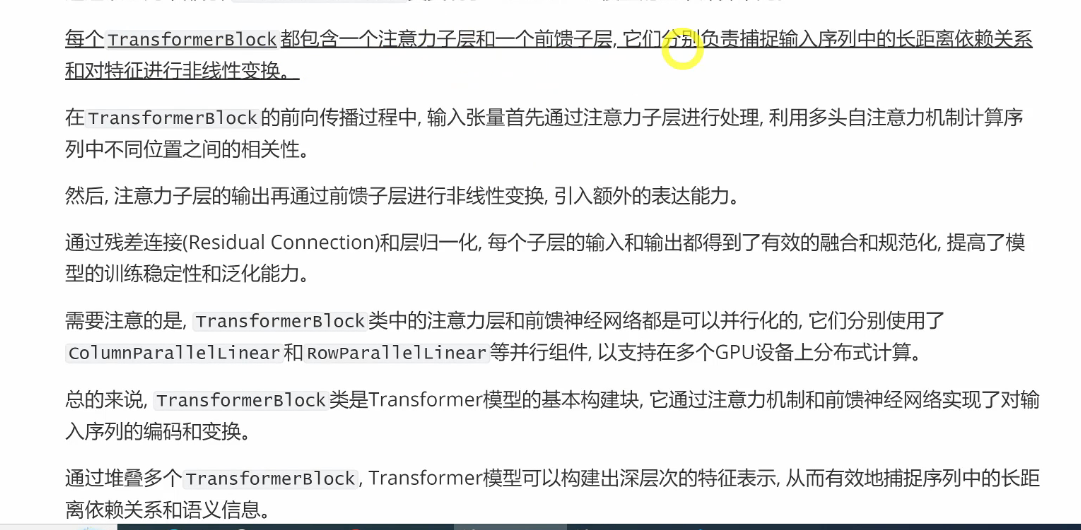 每个TransformerBlock都包含一个注意力子层和一个前馈子层, 它们分别负责捕捉输入序列中的长距离依赖关系
和对特征进行非线性变换。
在TransformerBlock的前向传播过程中, 输入张量首先通过注意力子层进行处理, 利用多头自注意力机制计算序
列中不同位置之间的相关性。
然后, 注意力子层的输出再通过前馈子层进行非线性变换, 引入额外的表达能力。
通过残差连接(Residual Connection)和层归一化, 每个子层的输入和输出都得到了有效的融合和规范化, 提高了模
型的训练稳定性和泛化能力。
需要注意的是, TransformerBlock类中的注意力层和前馈神经网络都是可以并行化的, 它们分别使用了
ColumnParallelLinear和RowParallelLinear等并行组件, 以支持在多个GPU设备上分布式计算。
总的来说, TransformerBlock类是Transformer模型的基本构建块, 它通过注意力机制和前馈神经网络实现了对输
入序列的编码和变换。
通过堆叠多个TransformerBlock, Transformer模型可以构建出深层次的特征表示, 从而有效地捕捉序列中的长距
离依赖关系和语义信息。